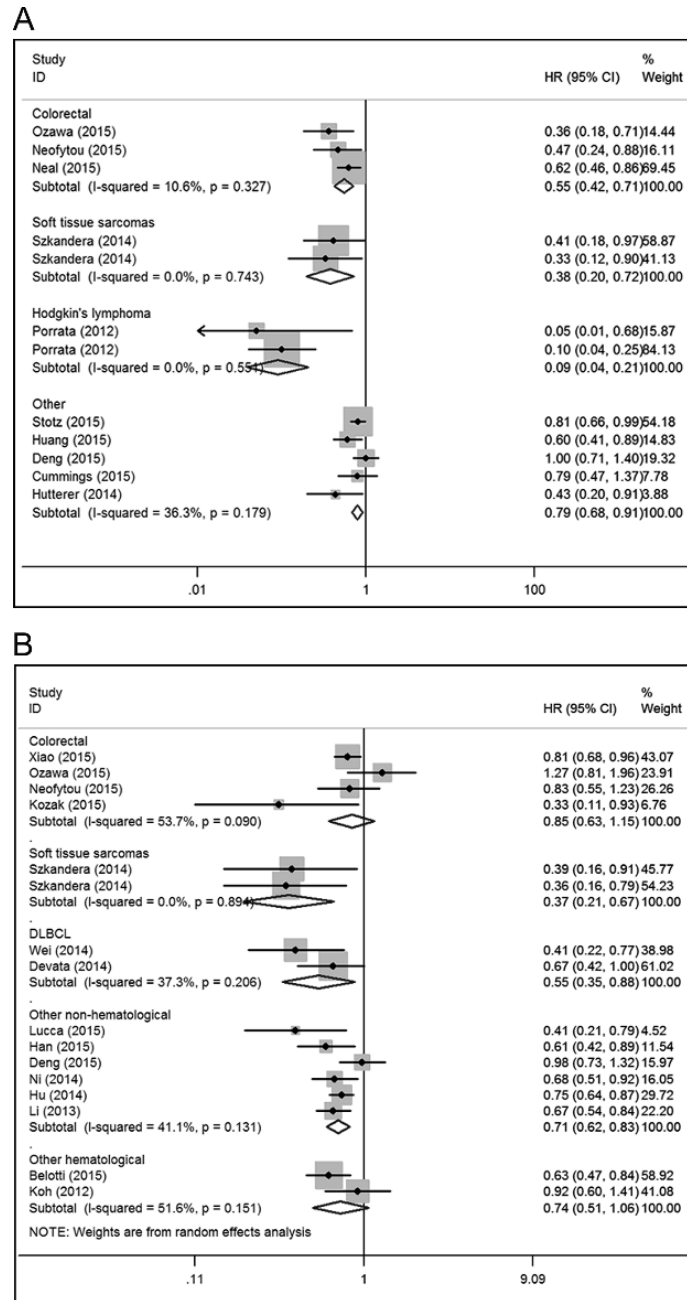 A
Study % 
ID HR (95% CI) Weight
Colorectal
Ozawa (2015) 0.36 (0.18, 0.71)14.44
Neofytou (2015) 0.47 (0.24, 0.88)16.11
Neal (2015) 0.62 (0.46, 0.86)69.45
Subtotal (I-squared = 10.6%, p = 0.327) 0.55 (0.42, 0.71)100.00
Soft tissue sarcomas
Szkandera (2014) 0.41 (0.18, 0.97)58.87
Szkandera (2014) 0.33 (0.12, 0.90)41.13
Subtotal (I-squared = 0.0%, p = 0.743) 0.38 (0.20, 0.72)100.00
Hodgkin's lymphoma
Porrata (2012) 0.05 (0.01, 0.68)15.87
Porrata (2012) 0.10 (0.04, 0.25)84.13
Subtotal (I-squared = 0.0%, p = 0.551) 0.09 (0.04, 0.21)100.00
Other
Stotz (2015) 0.81 (0.66, 0.99)54.18
Huang (2015) 0.60 (0.41, 0.89)14.83
Deng (2015) 1.00 (0.71, 1.40)19.32
Cummings (2015) 0.79 (0.47, 1.37)7.78
Hutterer (2014) 0.43 (0.20, 0.91)3.88
Subtotal (I-squared = 36.3%, p = 0.179) 0.79 (0.68, 0.91)100.00
.01 1 100
B
Study %
ID HR (95% CI) Weight
Colorectal
Xiao (2015) 0.81 (0.68, 0.96)43.07
Ozawa (2015) 1.27 (0.81, 1.96)23.91
Neofytou (2015) 0.83 (0.55, 1.23)26.26
Kozak (2015) 0.33 (0.11, 0.93)6.76
Subtotal (I-squared = 53.7%, p = 0.090) 0.85 (0.63, 1.15)100.00
.
Soft tissue sarcomas
Szkandera (2014) 0.39 (0.16, 0.91)45.77
Szkandera (2014) 0.36 (0.16, 0.79)54.23
Subtotal (I-squared = 0.0%, p = 0.894) 0.37 (0.21, 0.67)100.00
.
DLBCL
Wei (2014) 0.41 (0.22, 0.77)38.98
Devata (2014) 0.67 (0.42, 1.00)61.02
Subtotal (I-squared = 37.3%, p = 0.206) 0.55 (0.35, 0.88)100.00
.
Other non-hematological
Lucca (2015) 0.41 (0.21, 0.79)4.52
Han (2015) 0.61 (0.42, 0.89)11.54
Deng (2015) 0.98 (0.73, 1.32)15.97
Ni (2014) 0.68 (0.51, 0.92)16.05
Hu (2014) 0.75 (0.64, 0.87)29.72
Li (2013) 0.67 (0.54, 0.84)22.20
Subtotal (I-squared = 41.1%, p = 0.131) 0.71 (0.62, 0.83)100.00
.
Other hematological
Belotti (2015) 0.63 (0.47, 0.84)58.92
Koh (2012) 0.92 (0.60, 1.41)41.08
Subtotal (I-squared = 51.6%, p = 0.151) 0.74 (0.51, 1.06)100.00
NOTE: Weights are from random effects analysis
.11 1 9.09